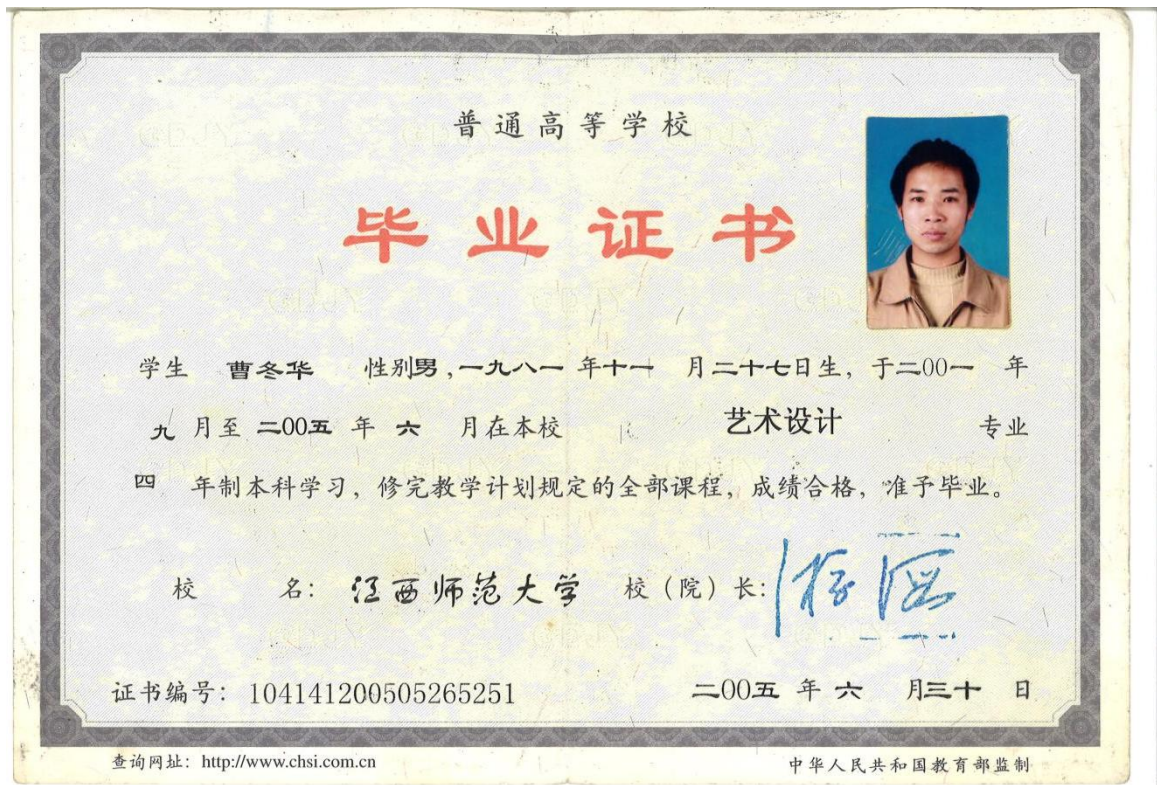 普通高等学校
毕业证书
学生 曹冬华 性别男,一九八一 年十一 月二十七日生,于二00一 年
九 月至 二00五 年 六 月在本校 艺术设计 专业
四 年制本科学习,修完教学计划规定的全部课程,成绩合格,准予毕业。
校 名: 江西师范大学 校(院)长:
证书编号: 104141200505265251 二00五 年 六 月三十 日
查询网址: http://www.chsi.com.cn 中华人民共和国教育部监制